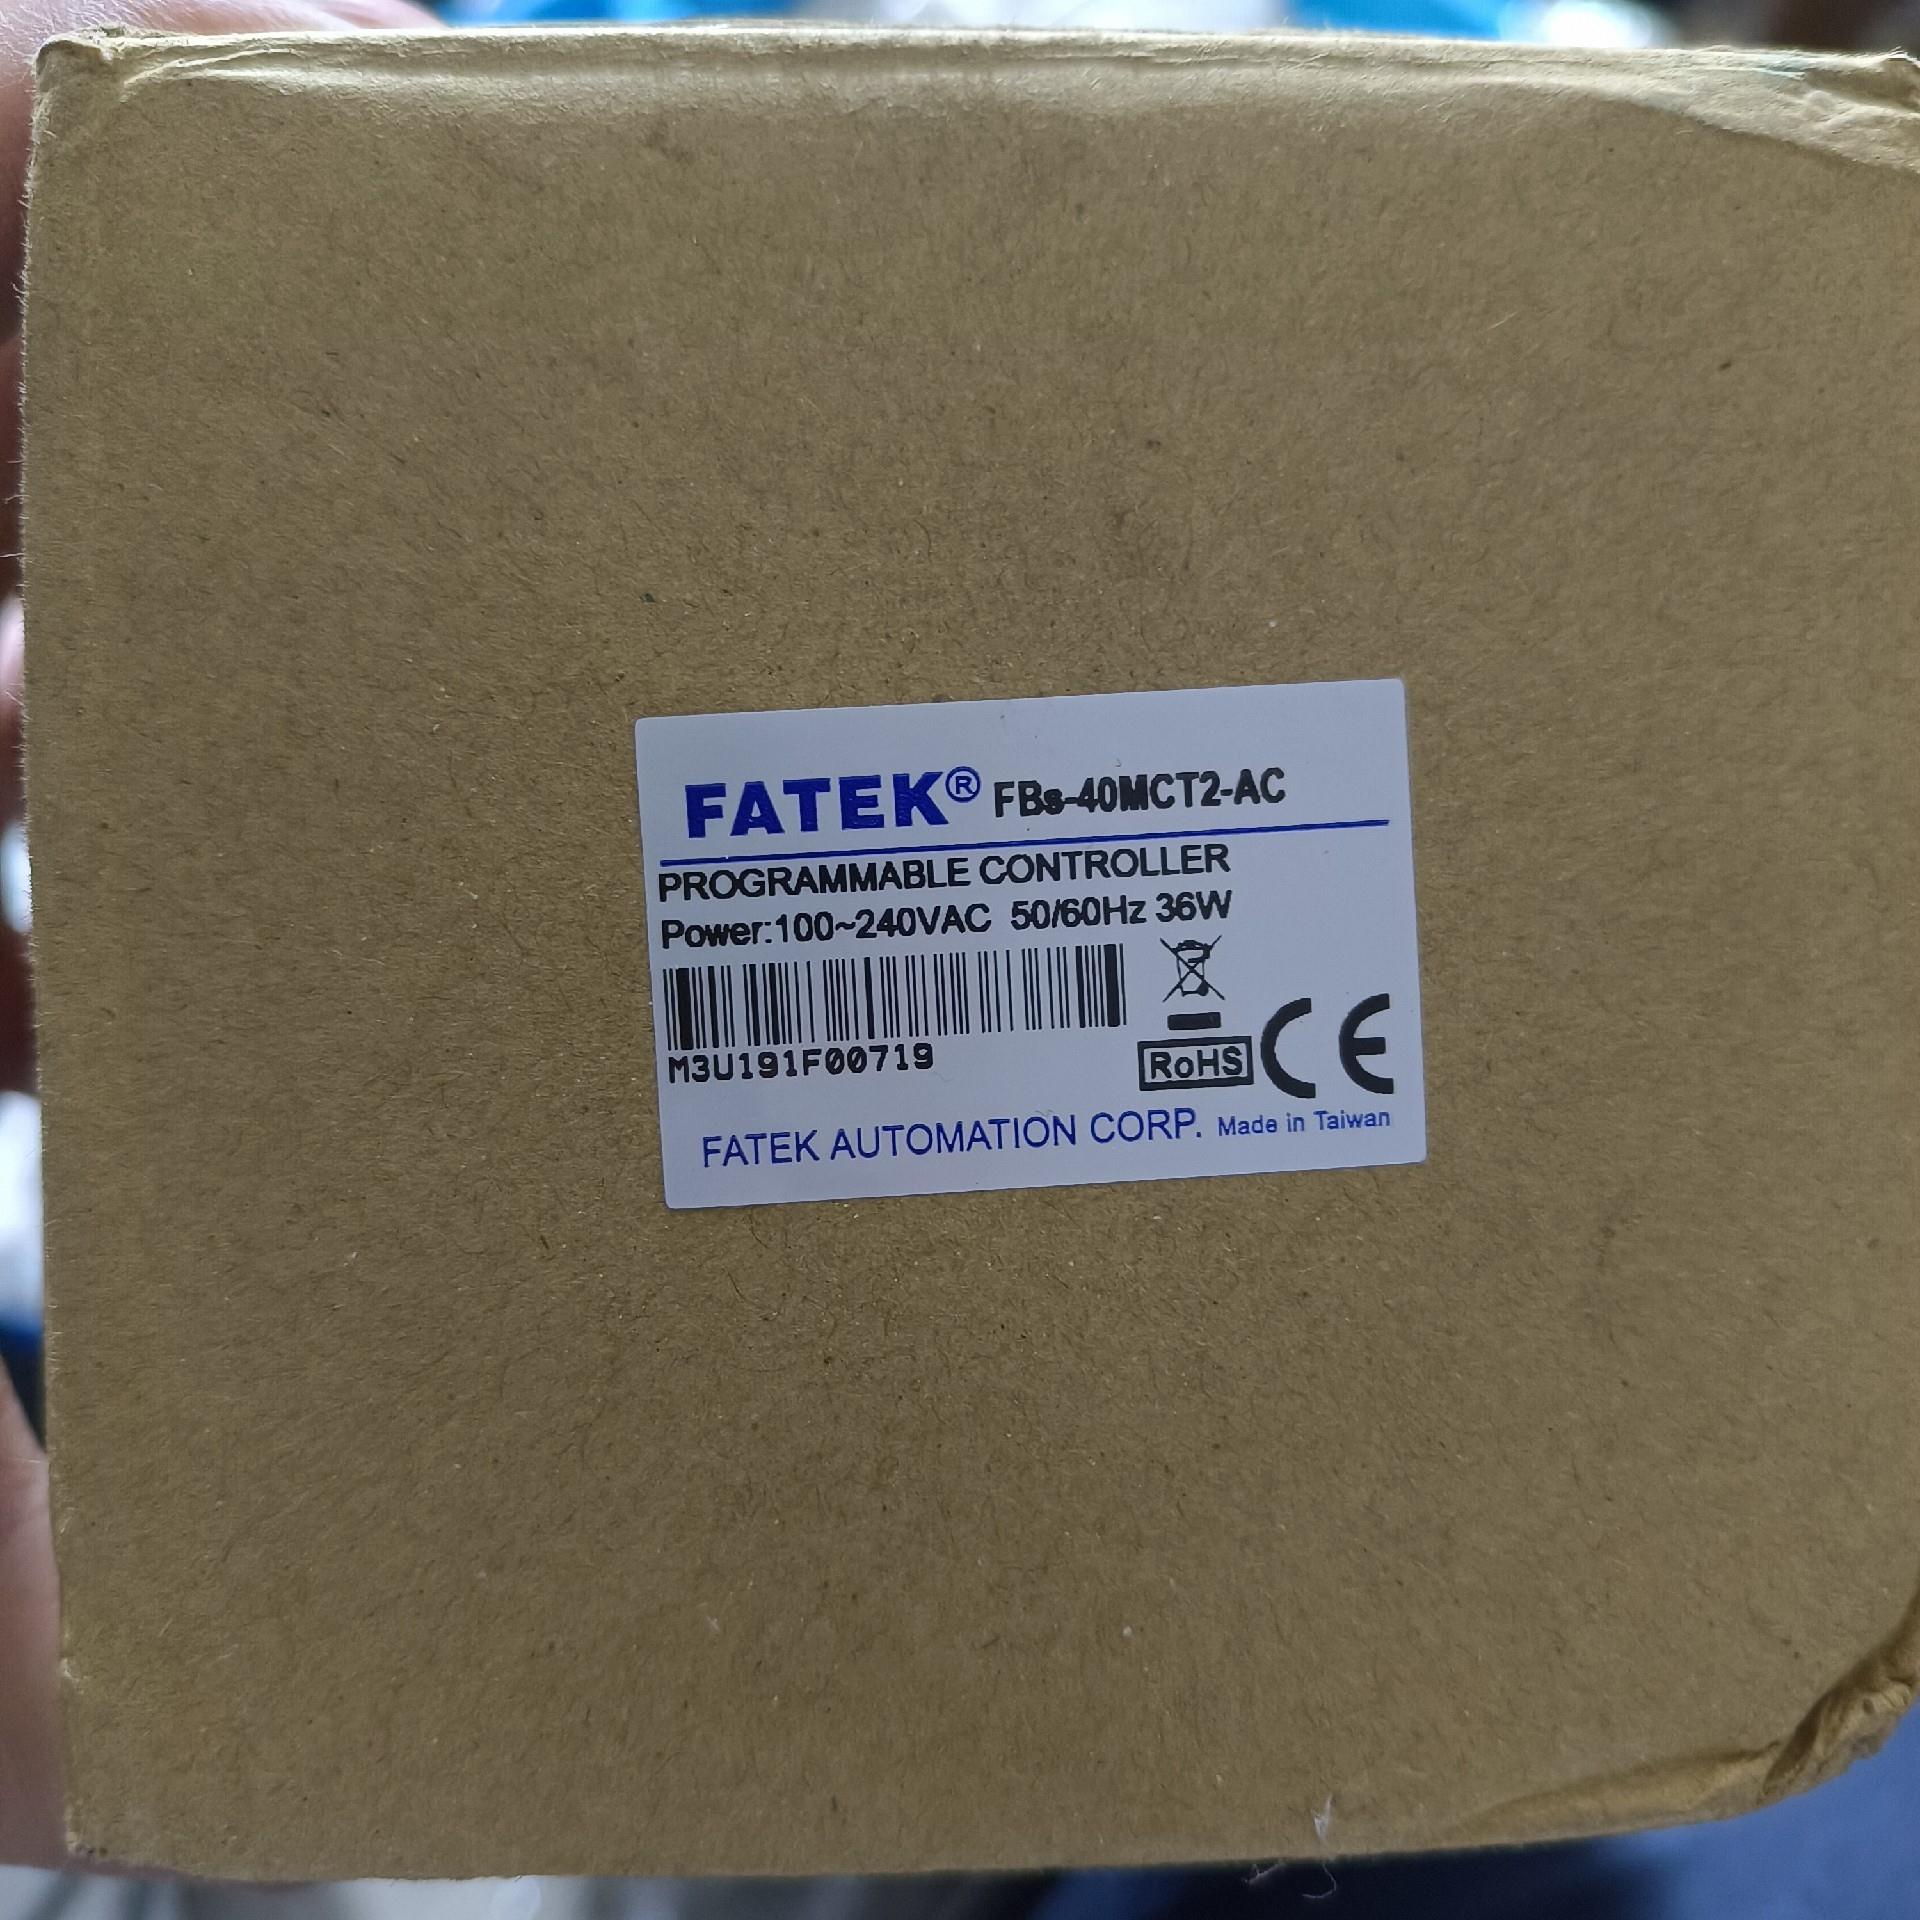 FATEK® FBs-40MCT2-AC
PROGRAMMABLE CONTROLLER
Power:100~240VAC 50/60Hz 36W
M3U191F00719
RoHS CE
FATEK AUTOMATION CORP. Made in Taiwan